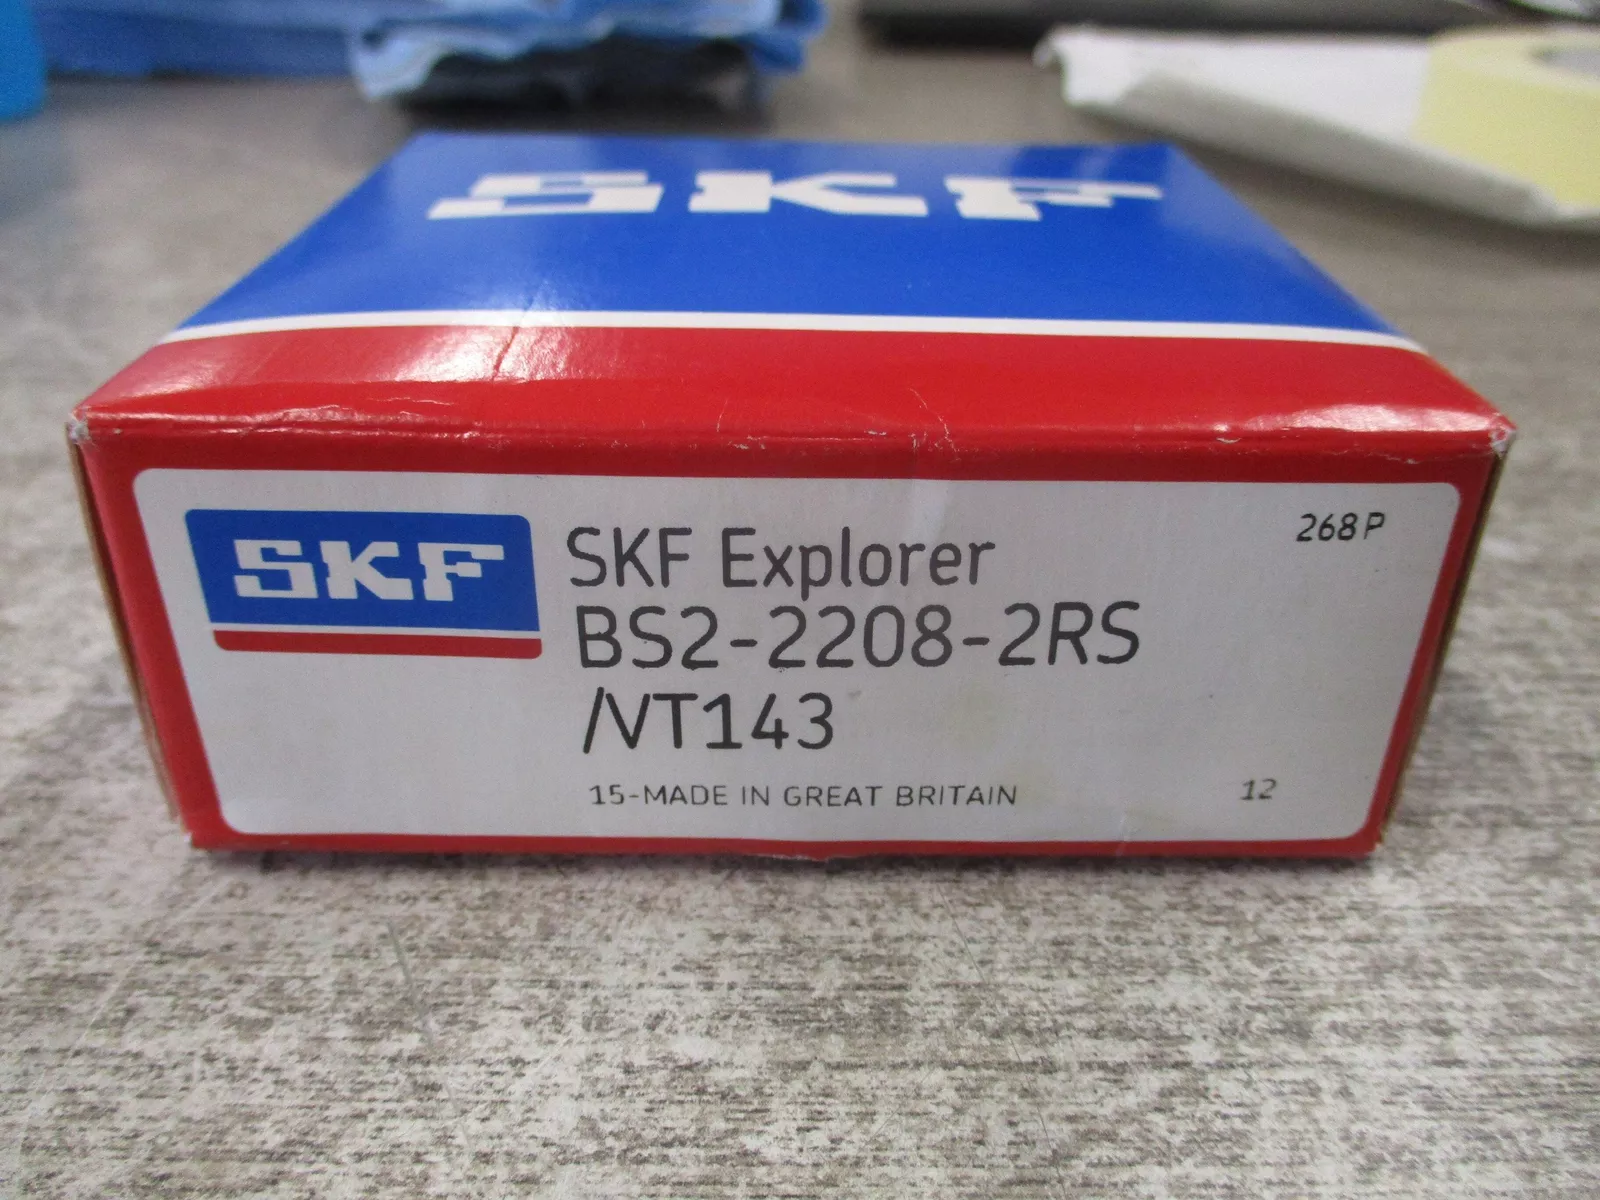 SKF
SKF
SKF Explorer
268P
BS2-2208-2RS
/VT143
15-MADE IN GREAT BRITAIN
12